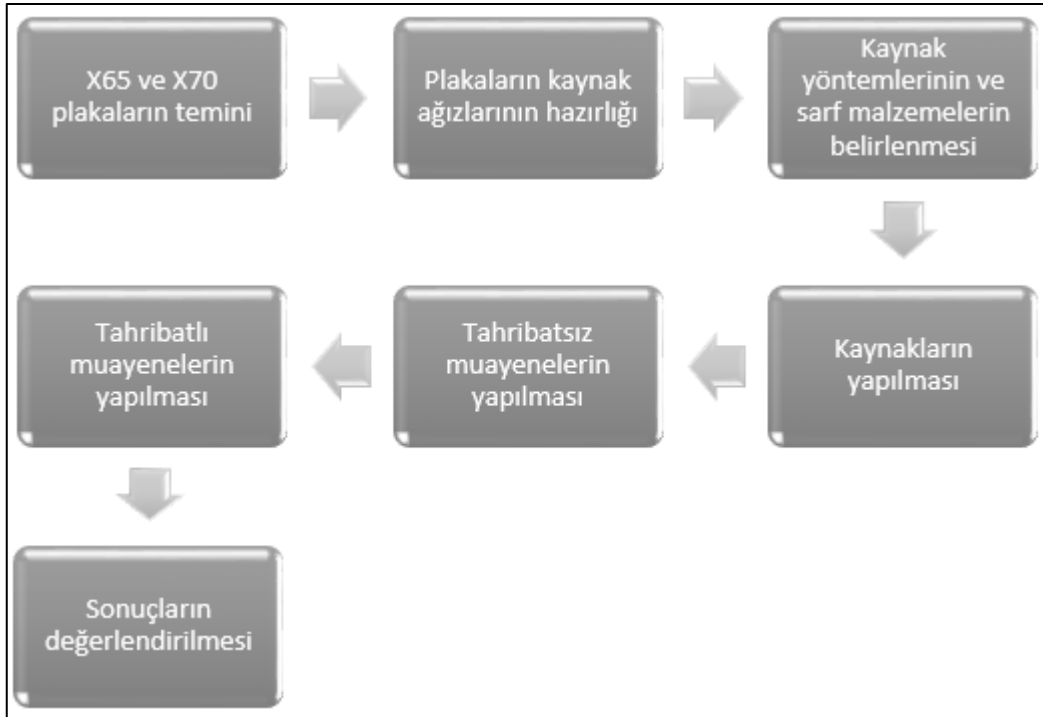 X65 ve X70
plakaların temini
Plakaların kaynak
ağızlarının hazırlığı
Kaynak
yöntemlerinin ve
sarf malzemelerin
belirlenmesi
Kaynakların
yapılması
Tahribatsız
muayenelerin
yapılması
Tahribatlı
muayenelerin
yapılması
Sonuçların
değerlendirilmesi